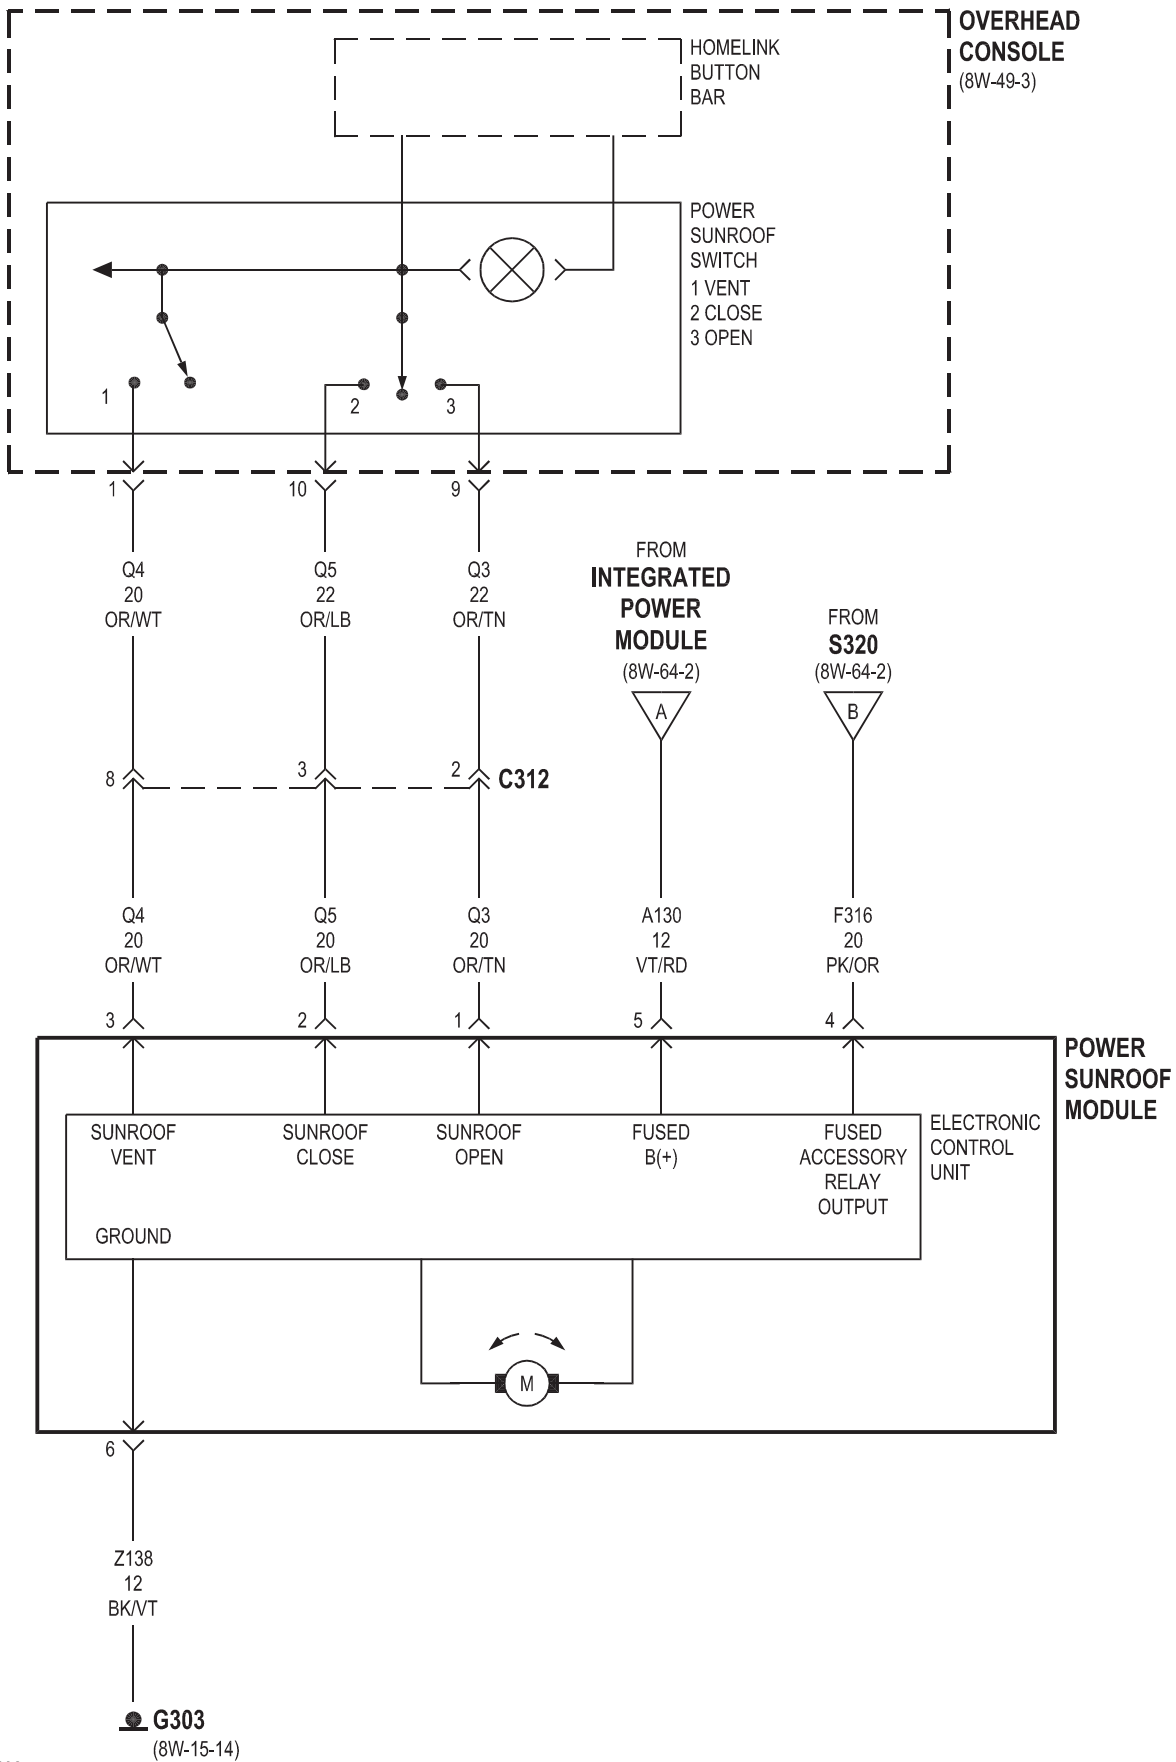 OVERHEAD
CONSOLE
(8W-49-3)
HOMELINK
BUTTON
BAR
POWER
SUNROOF
SWITCH
1 VENT
2 CLOSE
3 OPEN
1
2
3
1
10
9
Q4
20
OR/WT
Q5
22
OR/LB
Q3
22
OR/TN
FROM
INTEGRATED
POWER
MODULE
(8W-64-2)
A
FROM
S320
(8W-64-2)
B
8
3
2
C312
Q4
20
OR/WT
Q5
20
OR/LB
Q3
20
OR/TN
A130
12
VT/RD
F316
20
PK/OR
3
2
1
5
4
POWER
SUNROOF
MODULE
SUNROOF
VENT
SUNROOF
CLOSE
SUNROOF
OPEN
FUSED
B(+)
FUSED
ACCESSORY
RELAY
OUTPUT
ELECTRONIC
CONTROL
UNIT
GROUND
M
6
Z138
12
BK/VT
G303
(8W-15-14)